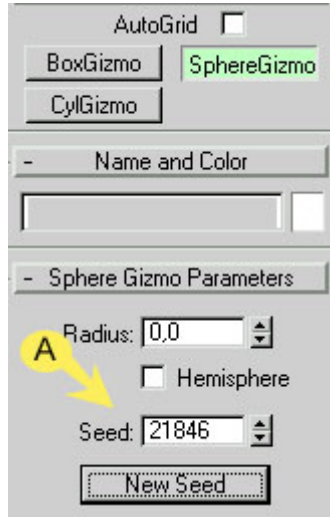 AutoGrid
BoxGizmo SphereGizmo
CylGizmo
- Name and Color
- Sphere Gizmo Parameters
Radius: 0,0
A
Hemisphere
Seed: 21846
New Seed